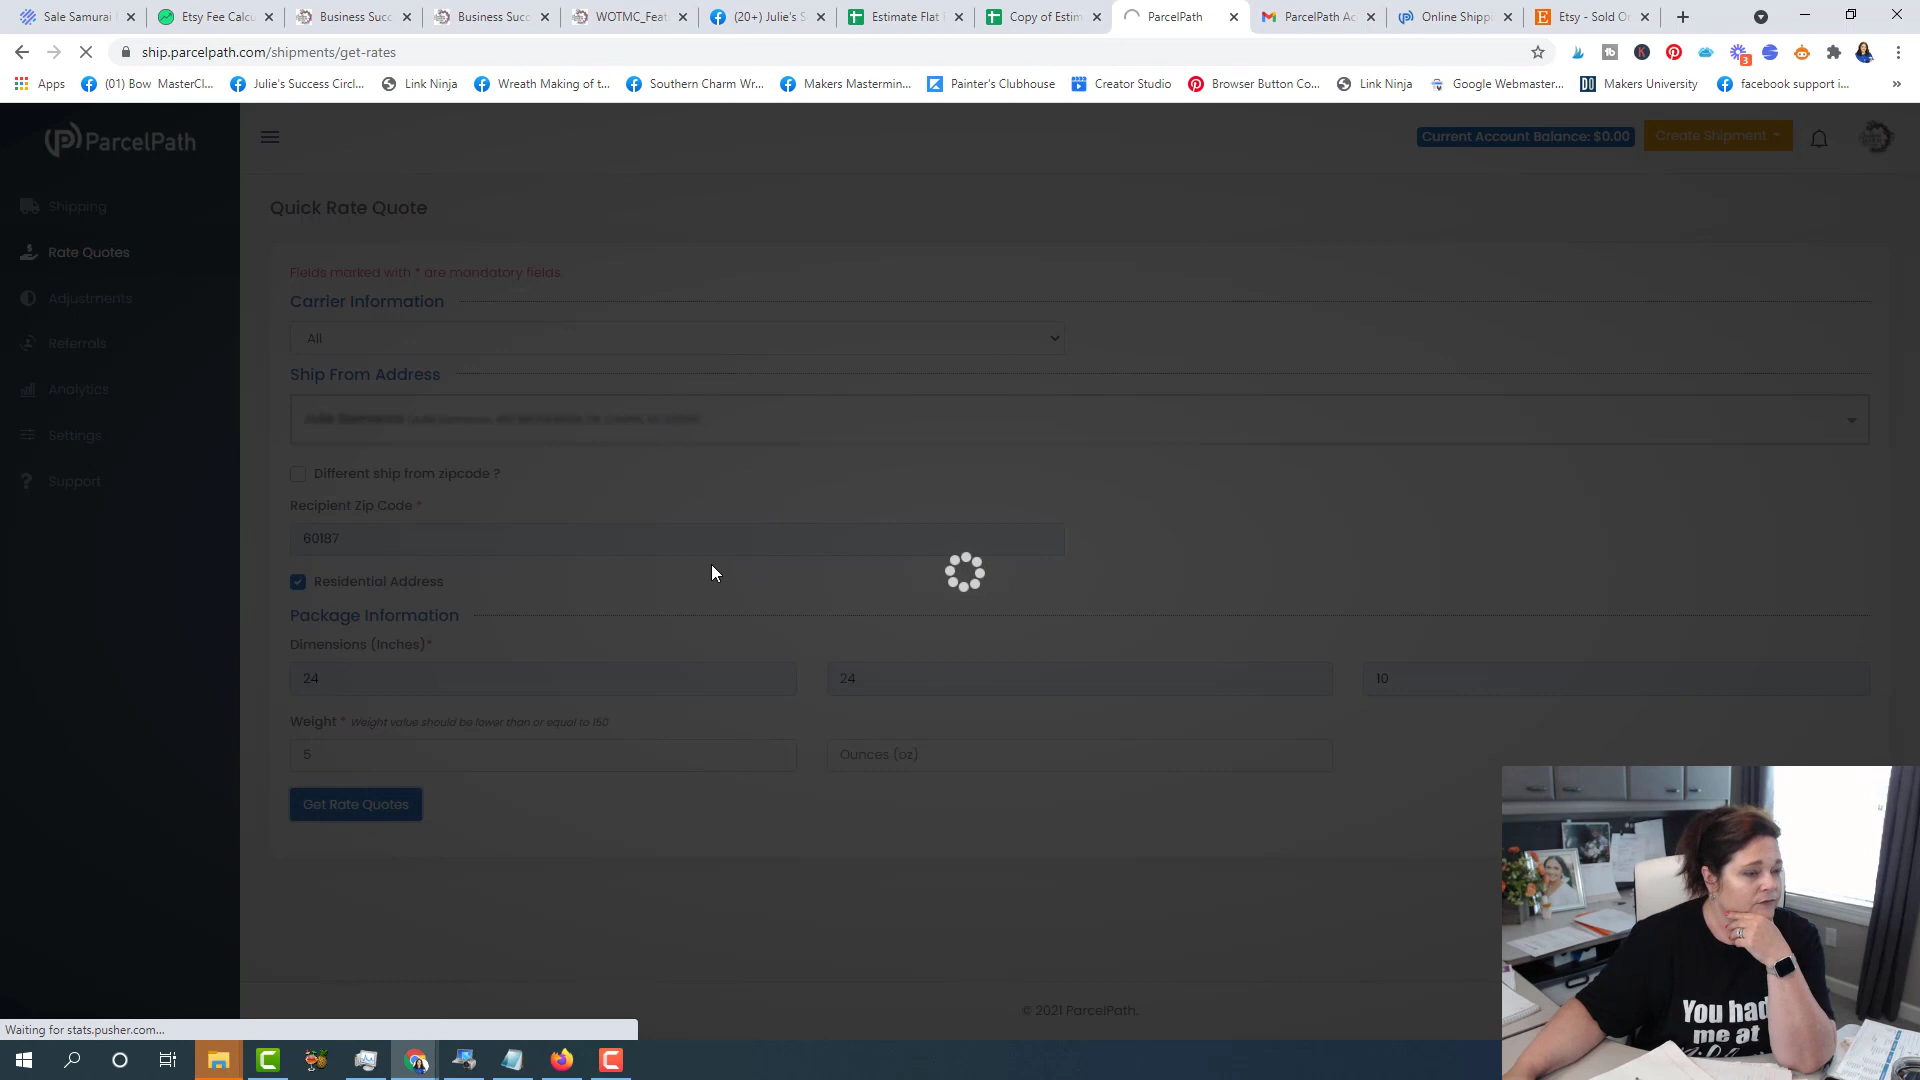 Sale Samurai
Etsy Fee Calcu
Business Succ
Business Succ
WOTMC_Feat
(20+) Julie's S
Estimate Flat
Copy of Estim
ParcelPath
ParcelPath Ac
Online Shippi
Etsy - Sold O
ship.parcelpath.com/shipments/get-rates
3
Apps
(01) Bow MasterCl...
Julie's Success Circl...
Link Ninja
Wreath Making of t...
Southern Charm Wr...
Makers Mastermin...
Painter's Clubhouse
Creator Studio
Browser Button Co...
Link Ninja
Google Webmaster...
Makers University
facebook support i...
ParcelPath
Current Account Balance: $0.00
Create Shipment
Shipping
Rate Quotes
Adjustments
Referrals
Analytics
Settings
Support
Quick Rate Quote
Fields marked with * are mandatory fields
Carrier Information
All
Ship From Address
Different ship from zipcode ?
Recipient Zip Code *
60187
Residential Address
Package Information
Dimensions (Inches)*
24
24
10
Weight * Weight value should be lower than or equal to 150
5
Ounces (oz)
Get Rate Quotes
© 2021 ParcelPath.
Waiting for stats.pusher.com...
You had
me at